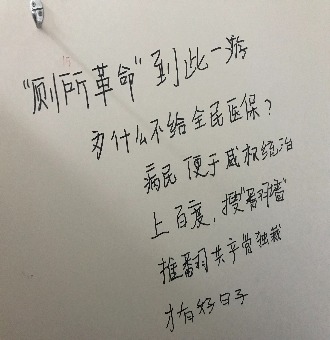 "厕所革命"到此一游
为什么不给全民医保？
病民 便于威权统治
上百度，搜"翻墙"
推翻共产党独裁
才有好日子